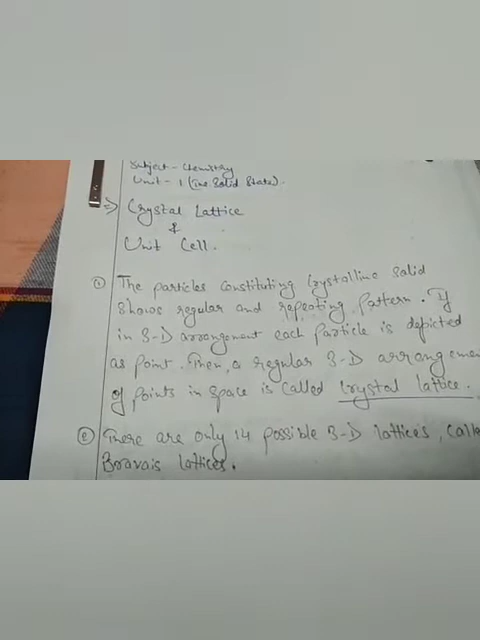 Subject - Chemistry
Unit - 1 (The Solid State).
⇒ Crystal Lattice
&
Unit Cell.
① The particles constituting Crystalline Solid
Shows regular and repeating Pattern. If
in 3-D arrangement each Particle is depicted
as point. Then, a regular 3-D arrangemen
of points in Space is called Crystal lattice.
② There are only 14 possible 3-D lattices, Calle
Bravais lattices.